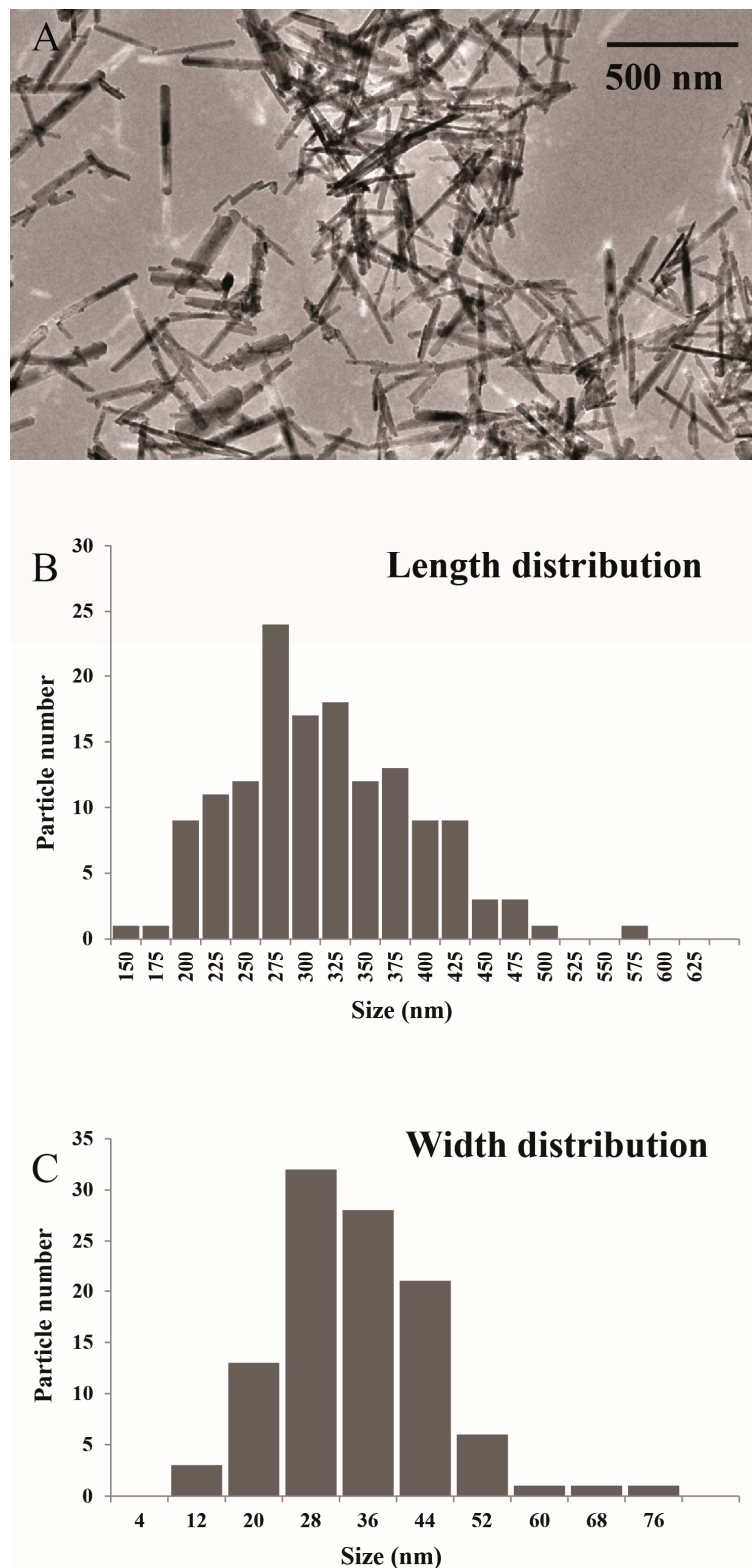 A
500 nm
B
Length distribution
30
25
20
15
10
5
0
Particle number
150 175 200 225 250 275 300 325 350 375 400 425 450 475 500 525 550 575 600 625
Size (nm)
C
Width distribution
35
30
25
20
15
10
5
0
Particle number
4 12 20 28 36 44 52 60 68 76
Size (nm)